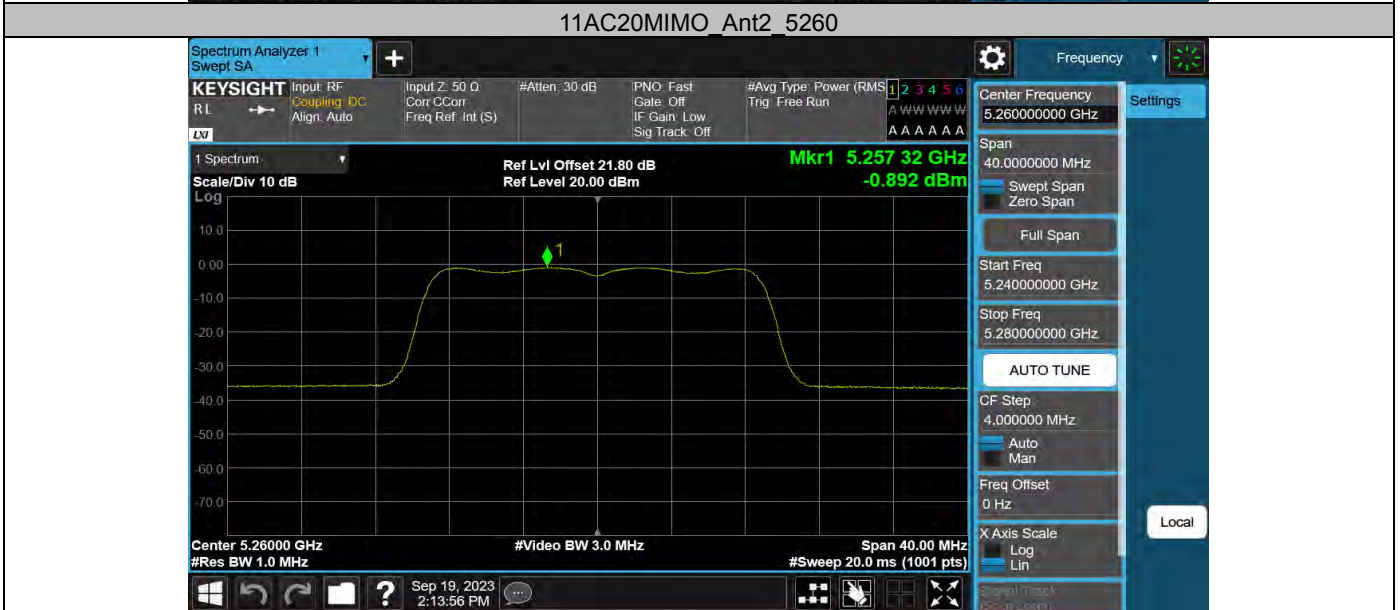 11AC20MIMO_Ant2_5260
Spectrum Analyzer 1
Swept SA
+
Frequency
KEYSIGHT
RL
LXI
Input: RF
Coupling: DC
Align: Auto
Input Z: 50 Ω
Corr CCorr
Freq Ref: Int (S)
#Atten: 30 dB
PNO: Fast
Gate: Off
IF Gain: Low
Sig Track: Off
#Avg Type: Power (RMS
Trig: Free Run
1 2 3 4 5 6
A W W W W W
A A A A A A
1 Spectrum
Scale/Div 10 dB
Log
Ref Lvl Offset 21.80 dB
Ref Level 20.00 dBm
Mkr1 5.257 32 GHz
-0.892 dBm
10.0
0.00
-10.0
-20.0
-30.0
-40.0
-50.0
-60.0
-70.0
1
Center 5.26000 GHz
#Res BW 1.0 MHz
#Video BW 3.0 MHz
Span 40.00 MHz
#Sweep 20.0 ms (1001 pts)
Sep 19, 2023
2:13:56 PM
Center Frequency
5.260000000 GHz
Settings
Span
40.0000000 MHz
Swept Span
Zero Span
Full Span
Start Freq
5.240000000 GHz
Stop Freq
5.280000000 GHz
AUTO TUNE
CF Step
4.000000 MHz
Auto
Man
Freq Offset
0 Hz
X Axis Scale
Log
Lin
Local